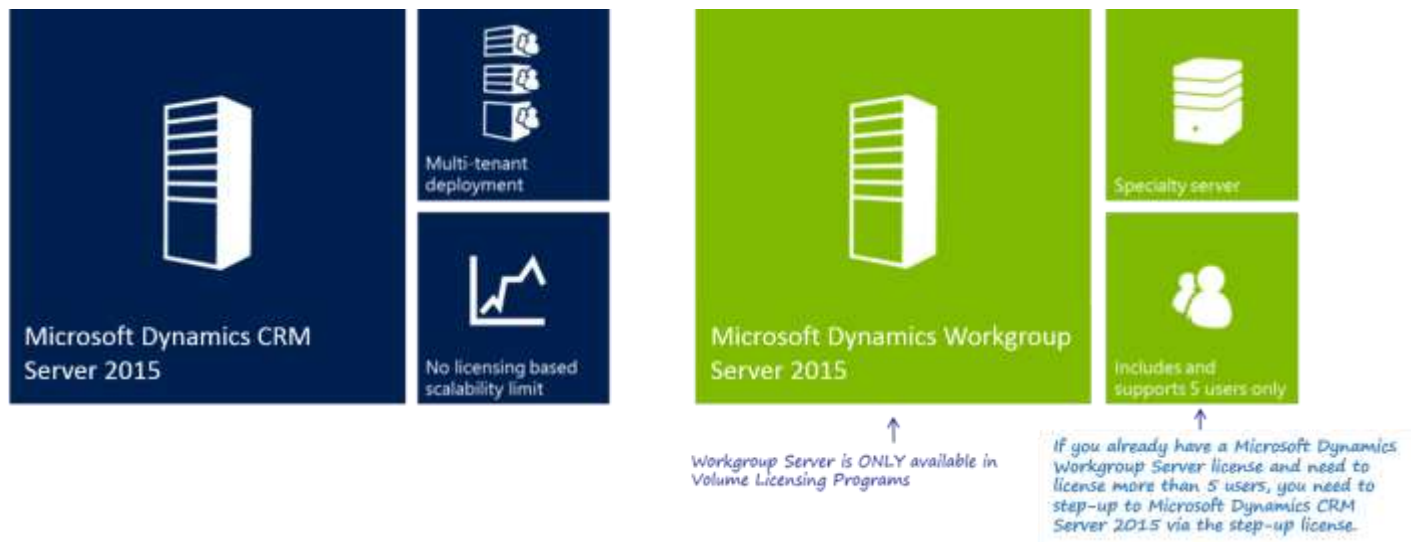 Multi-tenant
deployment
Microsoft Dynamics CRM
Server 2015
No licensing based
scalability limit
Specialty server
Microsoft Dynamics Workgroup
Server 2015
Includes and
supports 5 users only
Workgroup Server is ONLY available in
Volume Licensing Programs
If you already have a Microsoft Dynamics
Workgroup Server license and need to
license more than 5 users, you need to
step-up to Microsoft Dynamics CRM
Server 2015 via the step-up license.